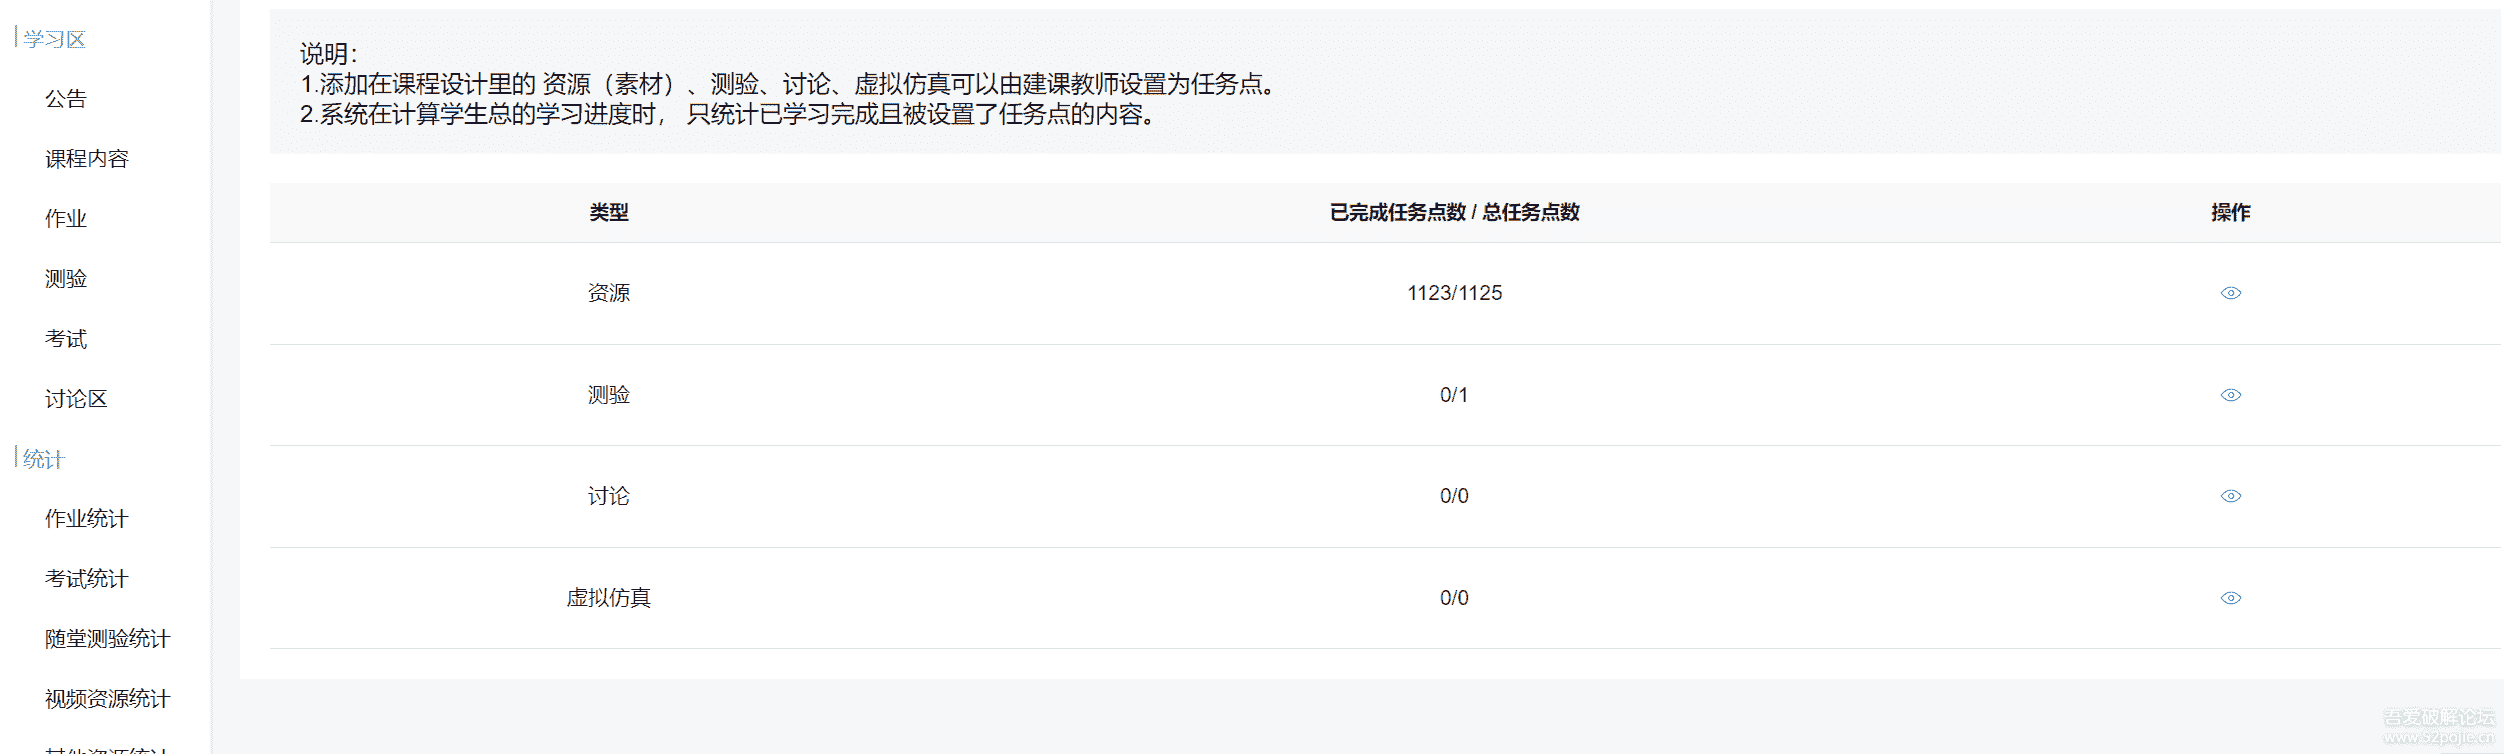 学习区
公告
课程内容
作业
测验
考试
讨论区
统计
作业统计
考试统计
随堂测验统计
视频资源统计
其他资源统计
说明：
1.添加在课程设计里的 资源（素材）、测验、讨论、虚拟仿真可以由建课教师设置为任务点。
2.系统在计算学生总的学习进度时， 只统计已学习完成且被设置了任务点的内容。
类型 已完成任务点数 / 总任务点数 操作
资源 1123/1125
测验 0/1
讨论 0/0
虚拟仿真 0/0
吾爱破解论坛
www.52pojie.cn